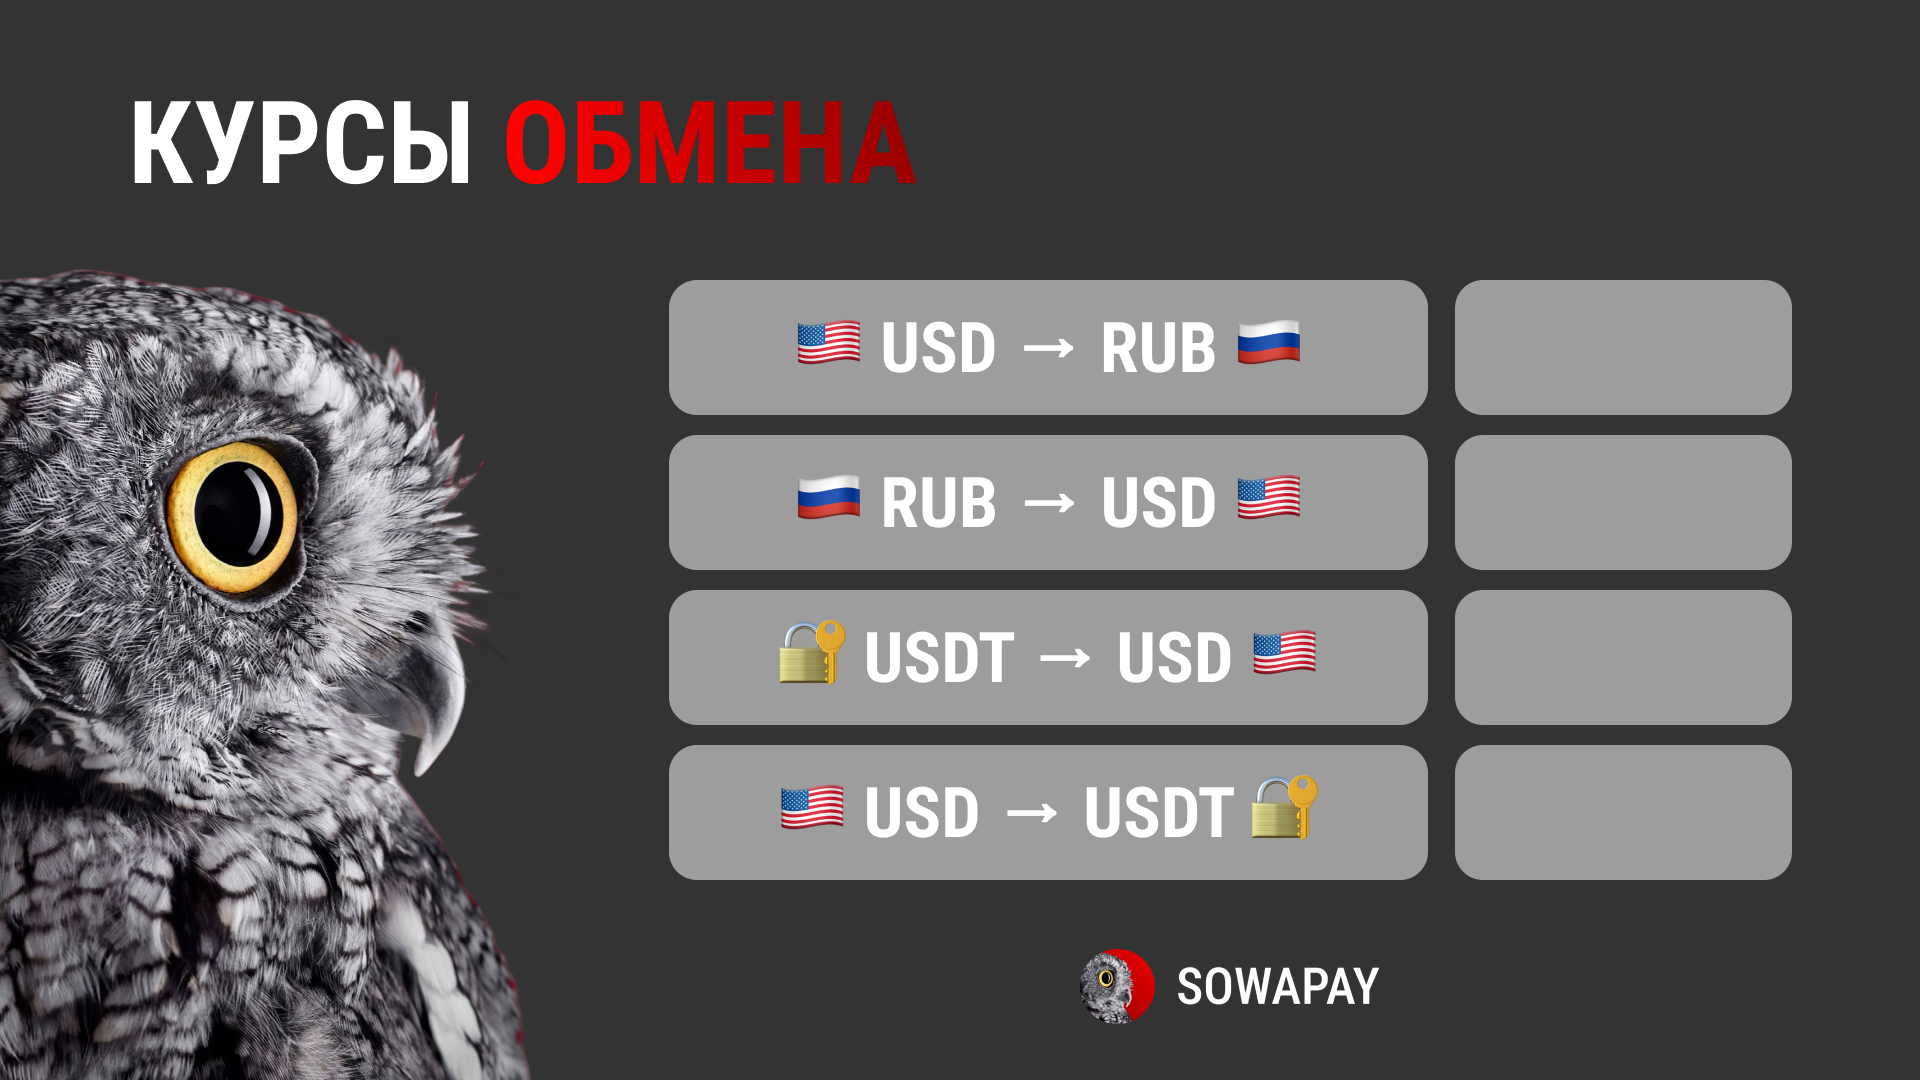 КУРСЫ ОБМЕНА
🇺🇸 USD → RUB 🇷🇺
🇷🇺 RUB → USD 🇺🇸
🔐 USDT → USD 🇺🇸
🇺🇸 USD → USDT 🔐
SOWAPAY